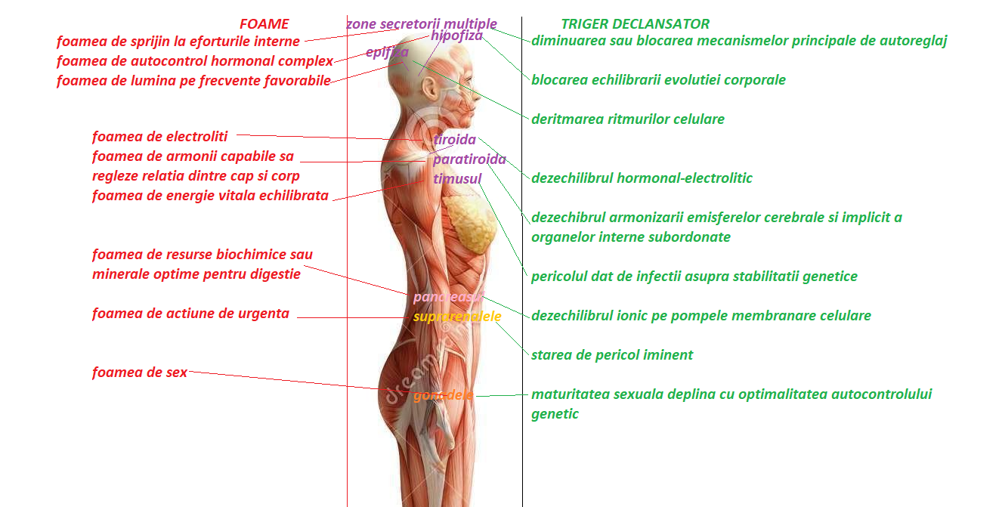 FOAME
zone secretorii multiple
TRIGER DECLANSATOR
foamea de sprijin la eforturile interne
hipofiza
diminuarea sau blocarea mecanismelor principale de autoreglaj
foamea de autocontrol hormonal complex
epifiza
foamea de lumina pe frecvente favorabile
blocarea echilibrarii evolutiei corporale
deritmarea ritmurilor celulare
foamea de electroliti
tiroida
foamea de armonii capabile sa
paratiroida
regleze relatia dintre cap si corp
timusul
dezechilibrul hormonal-electrolitic
foamea de energie vitala echilibrata
dezechibrul armonizarii emisferelor cerebrale si implicit a
organelor interne subordonate
foamea de resurse biochimice sau
minerale optime pentru digestie
pericolul dat de infectii asupra stabilitatii genetice
pancreasul
foamea de actiune de urgenta
suprarenalele
dezechilibrul ionic pe pompele membranare celulare
starea de pericol iminent
foamea de sex
gonadele
maturitatea sexuala deplina cu optimalitatea autocontrolului
genetic